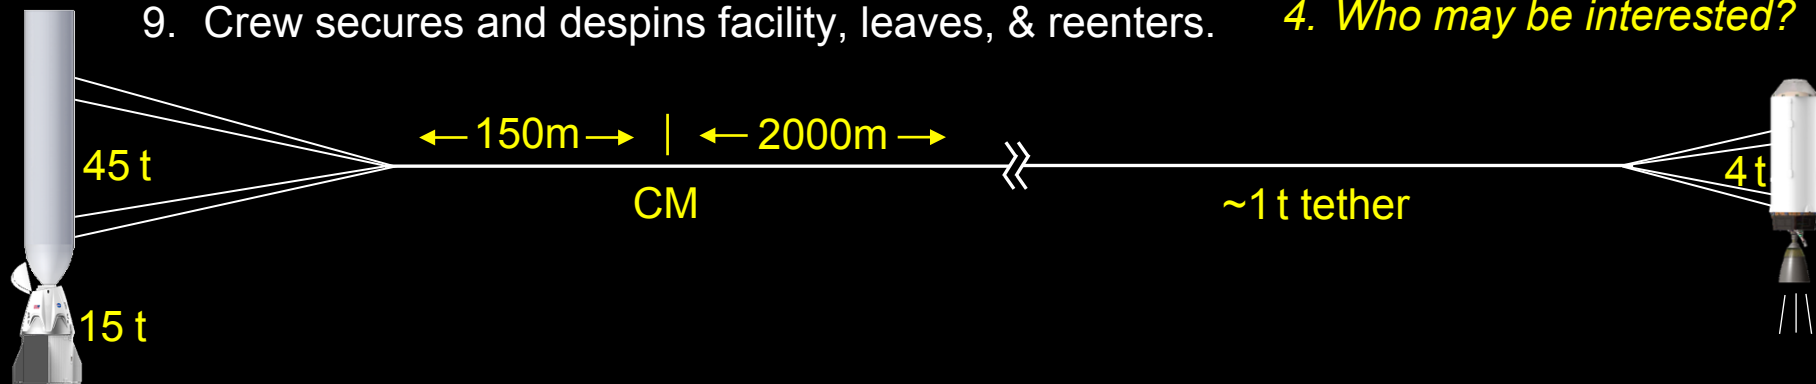 9. Crew secures and despins facility, leaves, & reenters.
4. Who may be interested?
150m
2000m
45 t
4 t
CM
~1 t tether
15 t